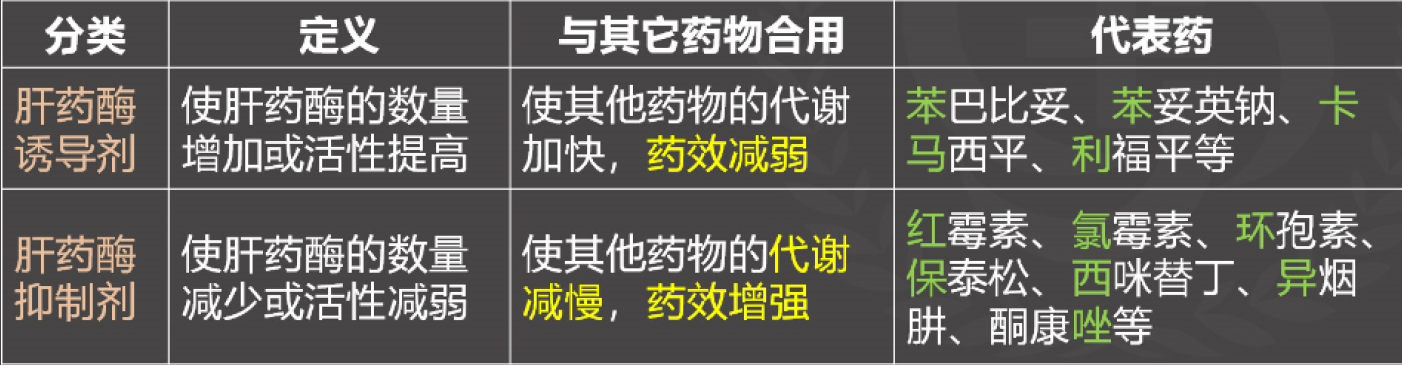 分类
定义
与其它药物合用
代表药
肝药酶
诱导剂
使肝药酶的数量
增加或活性提高
使其他药物的代谢
加快，药效减弱
苯巴比妥、苯妥英钠、卡
马西平、利福平等
肝药酶
抑制剂
使肝药酶的数量
减少或活性减弱
使其他药物的代谢
减慢，药效增强
红霉素、氯霉素、环孢素、
保泰松、西咪替丁、异烟
肼、酮康唑等